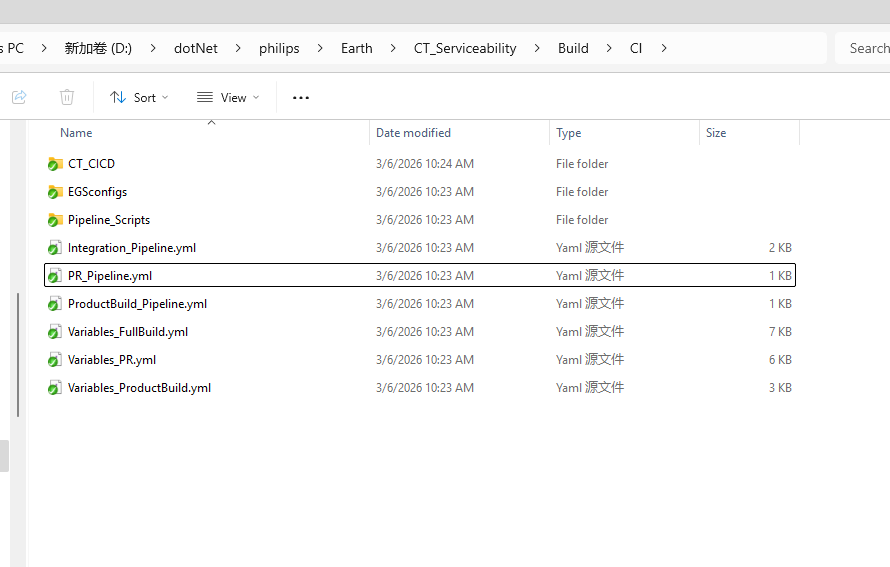 s PC > 新加卷 (D:) > dotNet > philips > Earth > CT_Serviceability > Build > CI > Search
Sort View ...
Name Date modified Type Size
CT_CICD 3/6/2026 10:24 AM File folder
EGSconfigs 3/6/2026 10:23 AM File folder
Pipeline_Scripts 3/6/2026 10:23 AM File folder
Integration_Pipeline.yml 3/6/2026 10:23 AM Yaml 源文件 2 KB
PR_Pipeline.yml 3/6/2026 10:23 AM Yaml 源文件 1 KB
ProductBuild_Pipeline.yml 3/6/2026 10:23 AM Yaml 源文件 1 KB
Variables_FullBuild.yml 3/6/2026 10:23 AM Yaml 源文件 7 KB
Variables_PR.yml 3/6/2026 10:23 AM Yaml 源文件 6 KB
Variables_ProductBuild.yml 3/6/2026 10:23 AM Yaml 源文件 3 KB